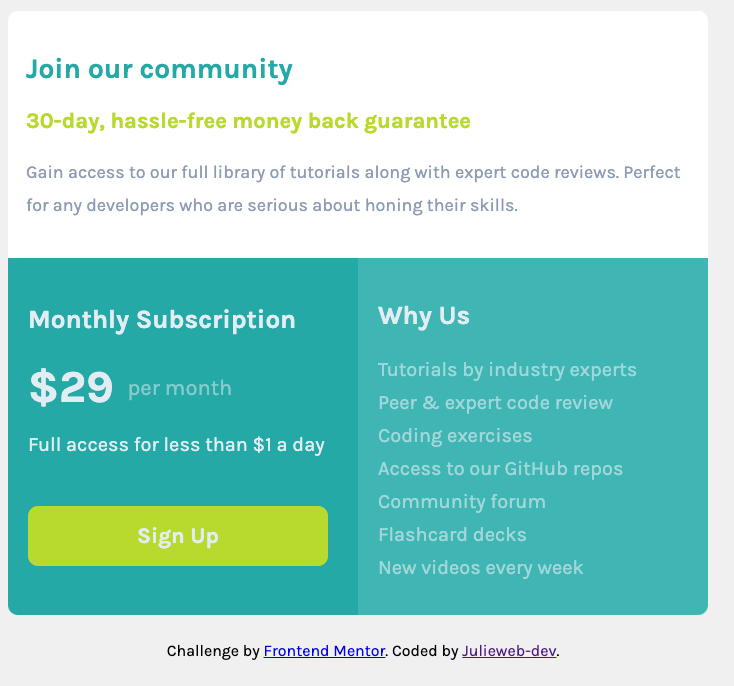 Join our community
30-day, hassle-free money back guarantee
Gain access to our full library of tutorials along with expert code reviews. Perfect
for any developers who are serious about honing their skills.
Monthly Subscription
$29 per month
Full access for less than $1 a day
Sign Up
Why Us
Tutorials by industry experts
Peer & expert code review
Coding exercises
Access to our GitHub repos
Community forum
Flashcard decks
New videos every week
Challenge by Frontend Mentor. Coded by Julieweb-dev.